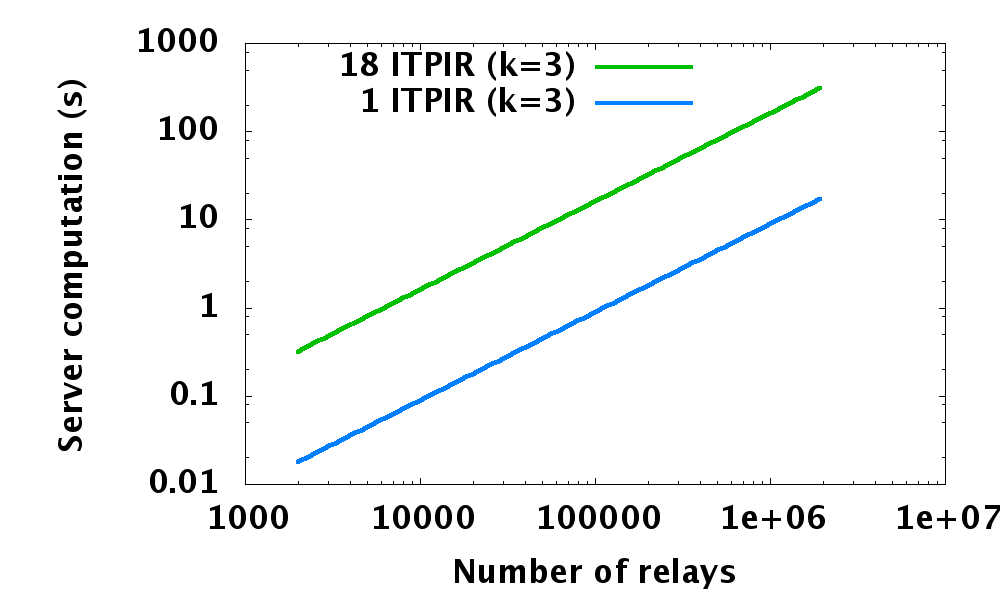 1000
18 ITPIR (k=3)
1 ITPIR (k=3)
100
10
1
0.1
0.01
Server computation (s)
1000 10000 100000 1e+06 1e+07
Number of relays